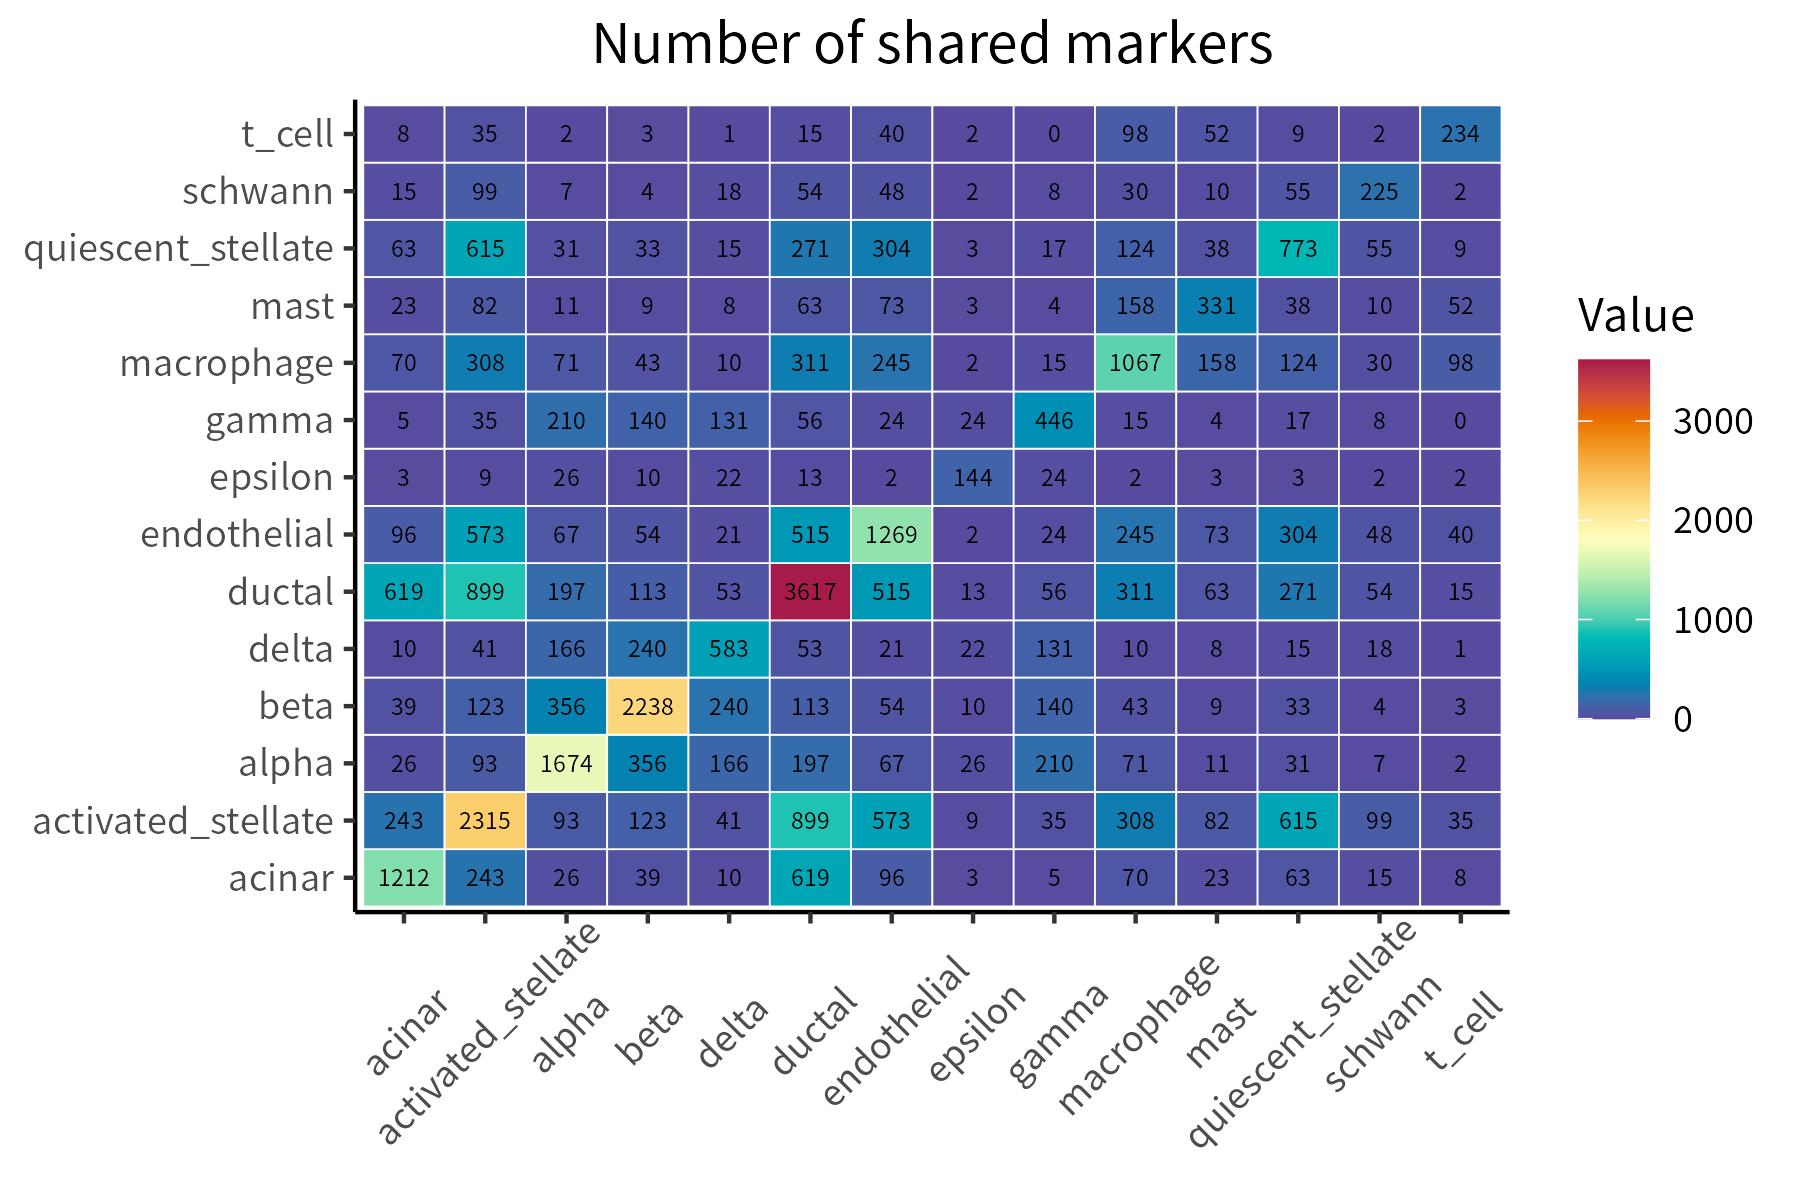 Number of shared markers
t_cell 8 35 2 3 1 15 40 2 0 98 52 9 2 234
schwann 15 99 7 4 18 54 48 2 8 30 10 55 225 2
quiescent_stellate 63 615 31 33 15 271 304 3 17 124 38 773 55 9
mast 23 82 11 9 8 63 73 3 4 158 331 38 10 52
macrophage 70 308 71 43 10 311 245 2 15 1067 158 124 30 98
gamma 5 35 210 140 131 56 24 24 446 15 4 17 8 0
epsilon 3 9 26 10 22 13 2 144 24 2 3 3 2 2
endothelial 96 573 67 54 21 515 1269 2 24 245 73 304 48 40
ductal 619 899 197 113 53 3617 515 13 56 311 63 271 54 15
delta 10 41 166 240 583 53 21 22 131 10 8 15 18 1
beta 39 123 356 2238 240 113 54 10 140 43 9 33 4 3
alpha 26 93 1674 356 166 197 67 26 210 71 11 31 7 2
activated_stellate 243 2315 93 123 41 899 573 9 35 308 82 615 99 35
acinar 1212 243 26 39 10 619 96 3 5 70 23 63 15 8
acinar
activated_stellate
alpha
beta
delta
ductal
endothelial
epsilon
gamma
macrophage
mast
quiescent_stellate
schwann
t_cell
Value
3000
2000
1000
0